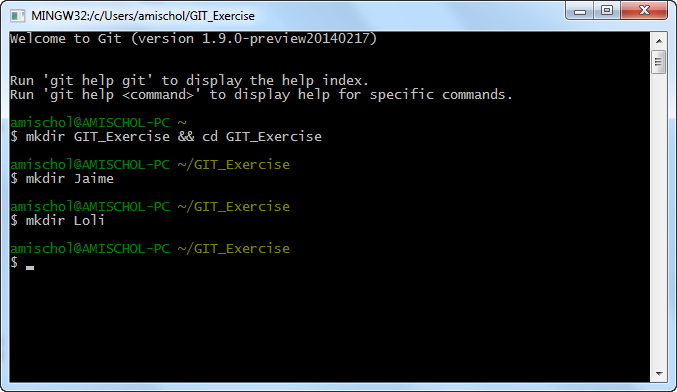 MINGW32:/c/Users/amischol/GIT_Exercise
Welcome to Git (version 1.9.0-preview20140217)
Run 'git help git' to display the help index.
Run 'git help <command>' to display help for specific commands.
amischol@AMISCHOL-PC ~
$ mkdir GIT_Exercise && cd GIT_Exercise
amischol@AMISCHOL-PC ~/GIT_Exercise
$ mkdir Jaime
amischol@AMISCHOL-PC ~/GIT_Exercise
$ mkdir Loli
amischol@AMISCHOL-PC ~/GIT_Exercise
$